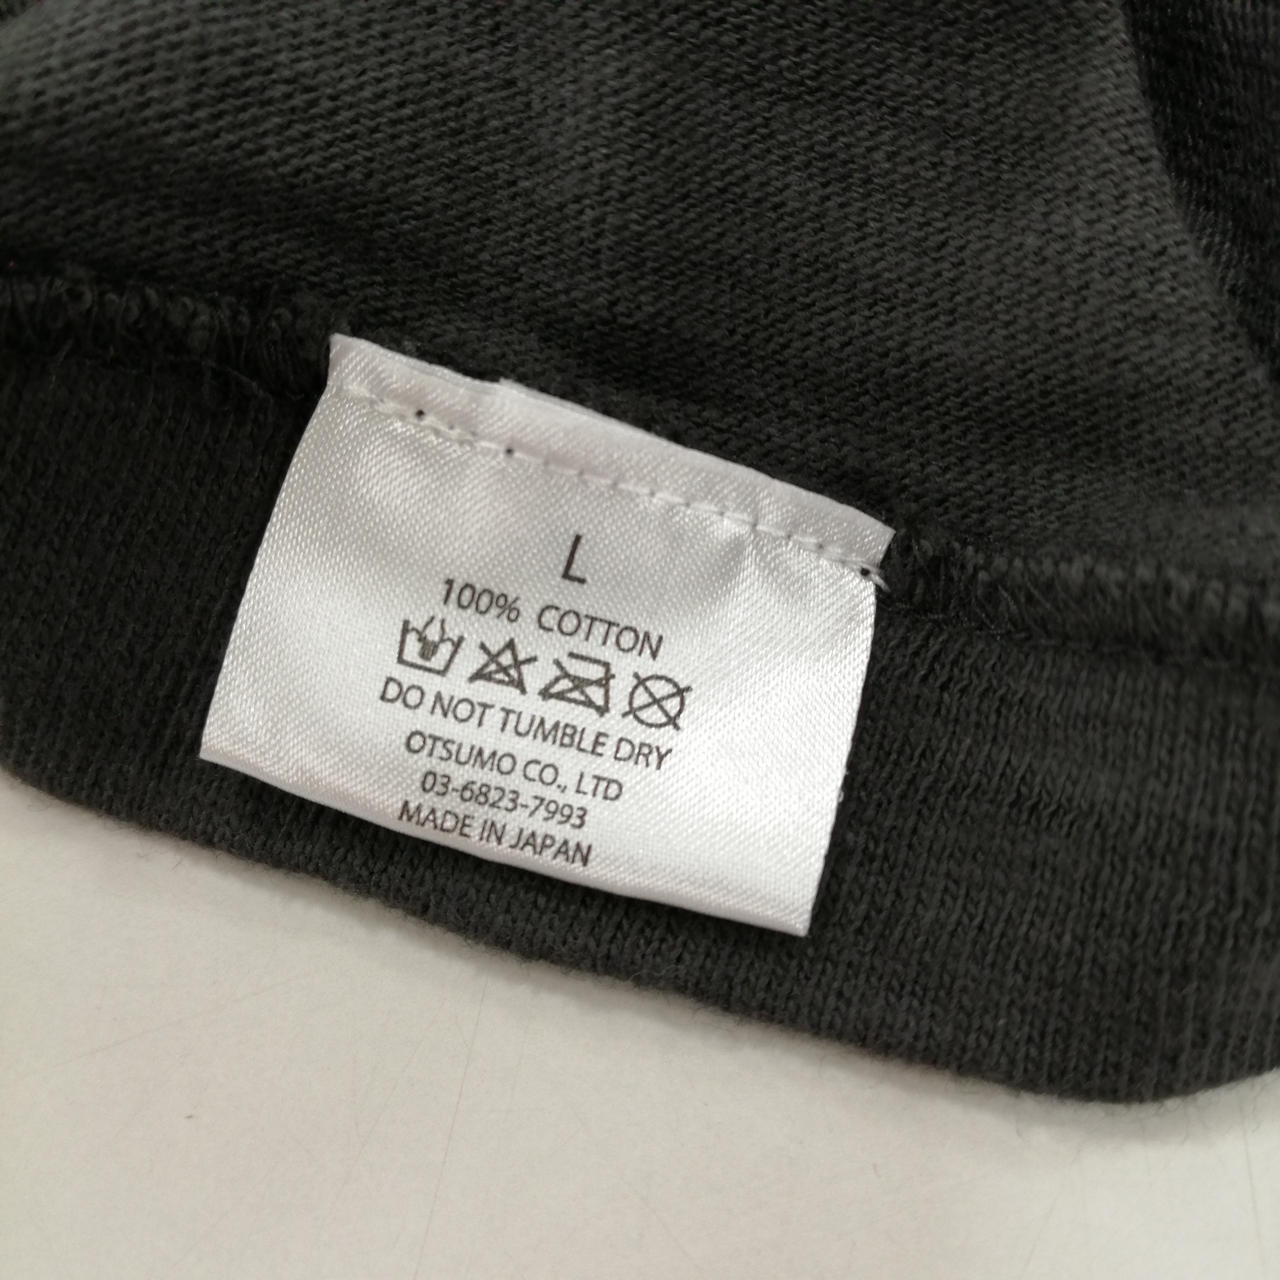 L
100% COTTON
DO NOT TUMBLE DRY
OTSUMO CO., LTD
03-6823-7993
MADE IN JAPAN